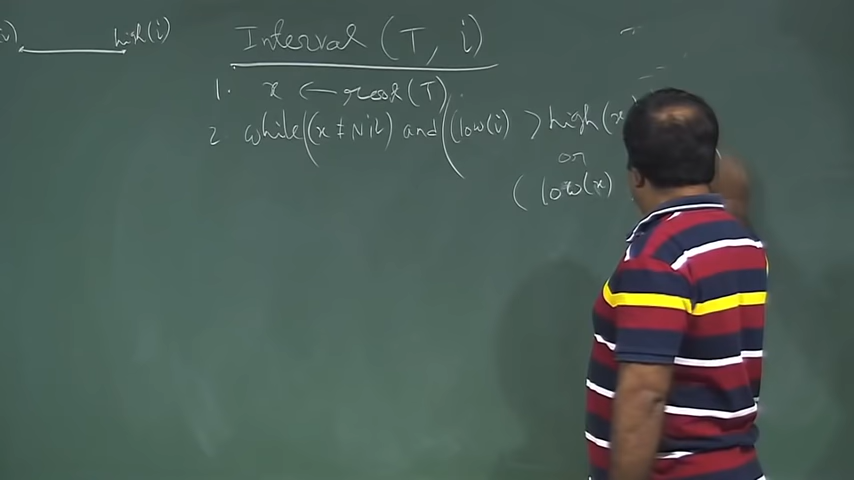 high(i)
Interval (T, i)
1. x ← root(T)
2 while((x ≠ Nil) and ((low(i) > high(x
or
( low(x)